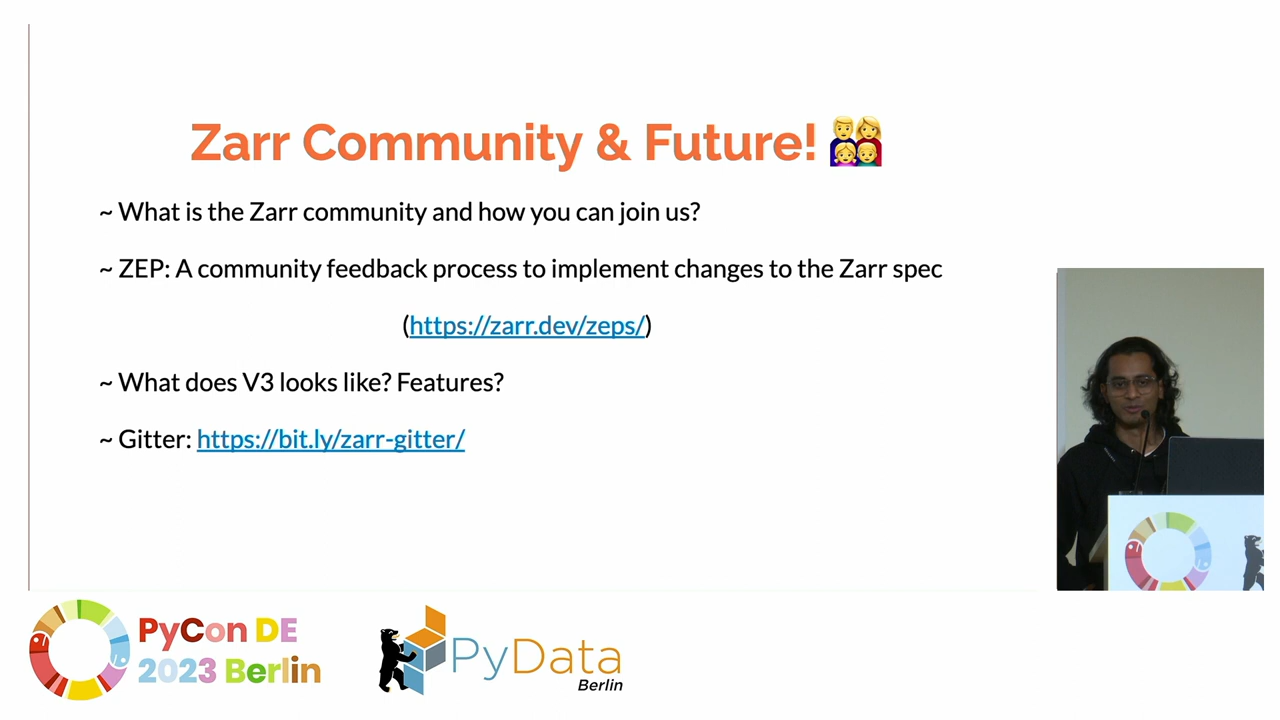 Zarr Community & Future!
~ What is the Zarr community and how you can join us?
~ ZEP: A community feedback process to implement changes to the Zarr spec
(https://zarr.dev/zeps/)
~ What does V3 looks like? Features?
~ Gitter: https://bit.ly/zarr-gitter/
PyCon DE
2023 Berlin
PyData
Berlin